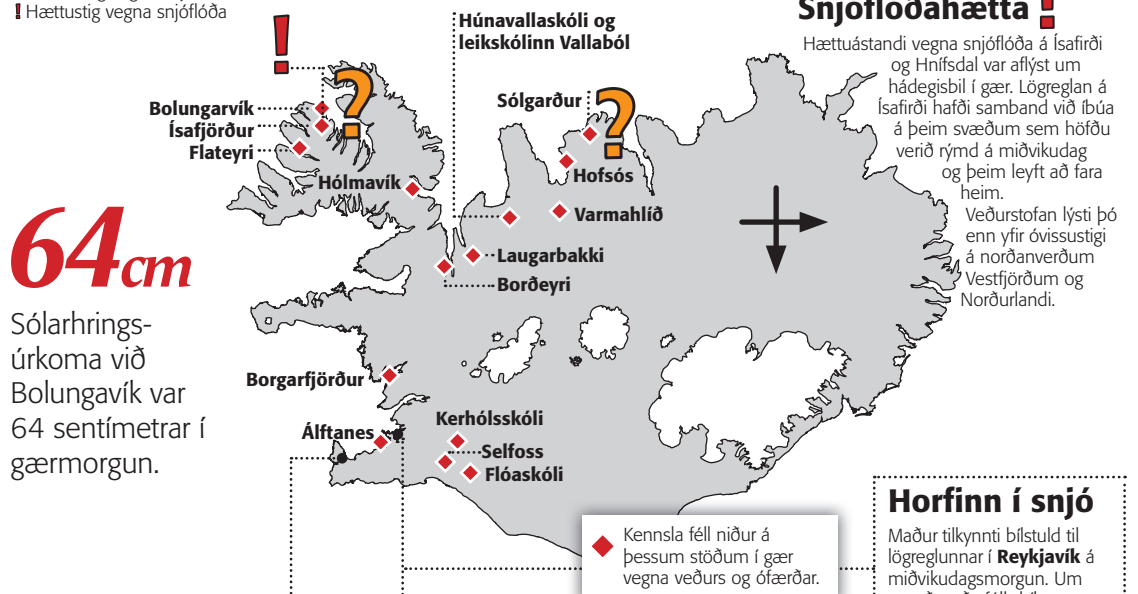 Hættustig vegna snjóflóða
Húnavallaskóli og
leikskólinn Vallaból
Snjóflóðahætta
Hættuástandi vegna snjóflóða á Ísafirði
og Hnífsdal var aflýst um
hádegisbil í gær. Lögreglan á
Ísafirði hafði samband við íbúa
á þeim svæðum sem höfðu
verið rýmd á miðvikudag
og þeim leyft að fara
heim.
Veðurstofan lýsti þó
enn yfir óvissustigi
á norðanverðum
Vestfjörðum og
Norðurlandi.
!
?
Bolungarvík
Ísafjörður
Flateyri
Hólmavík
Sólgarður
?
Hofsós
Varmahlíð
Laugarbakki
Borðeyri
64cm
Sólarhrings-
úrkoma við
Bolungavík var
64 sentímetrar í
gærmorgun.
Borgarfjörður
Álftanes
Kerhólsskóli
Selfoss
Flóaskóli
Kennsla féll niður á
þessum stöðum í gær
vegna veðurs og ófærðar.
Horfinn í snjó
Maður tilkynnti bílstuld til
lögreglunnar í Reykjavík á
miðvikudagsmorgun. Um